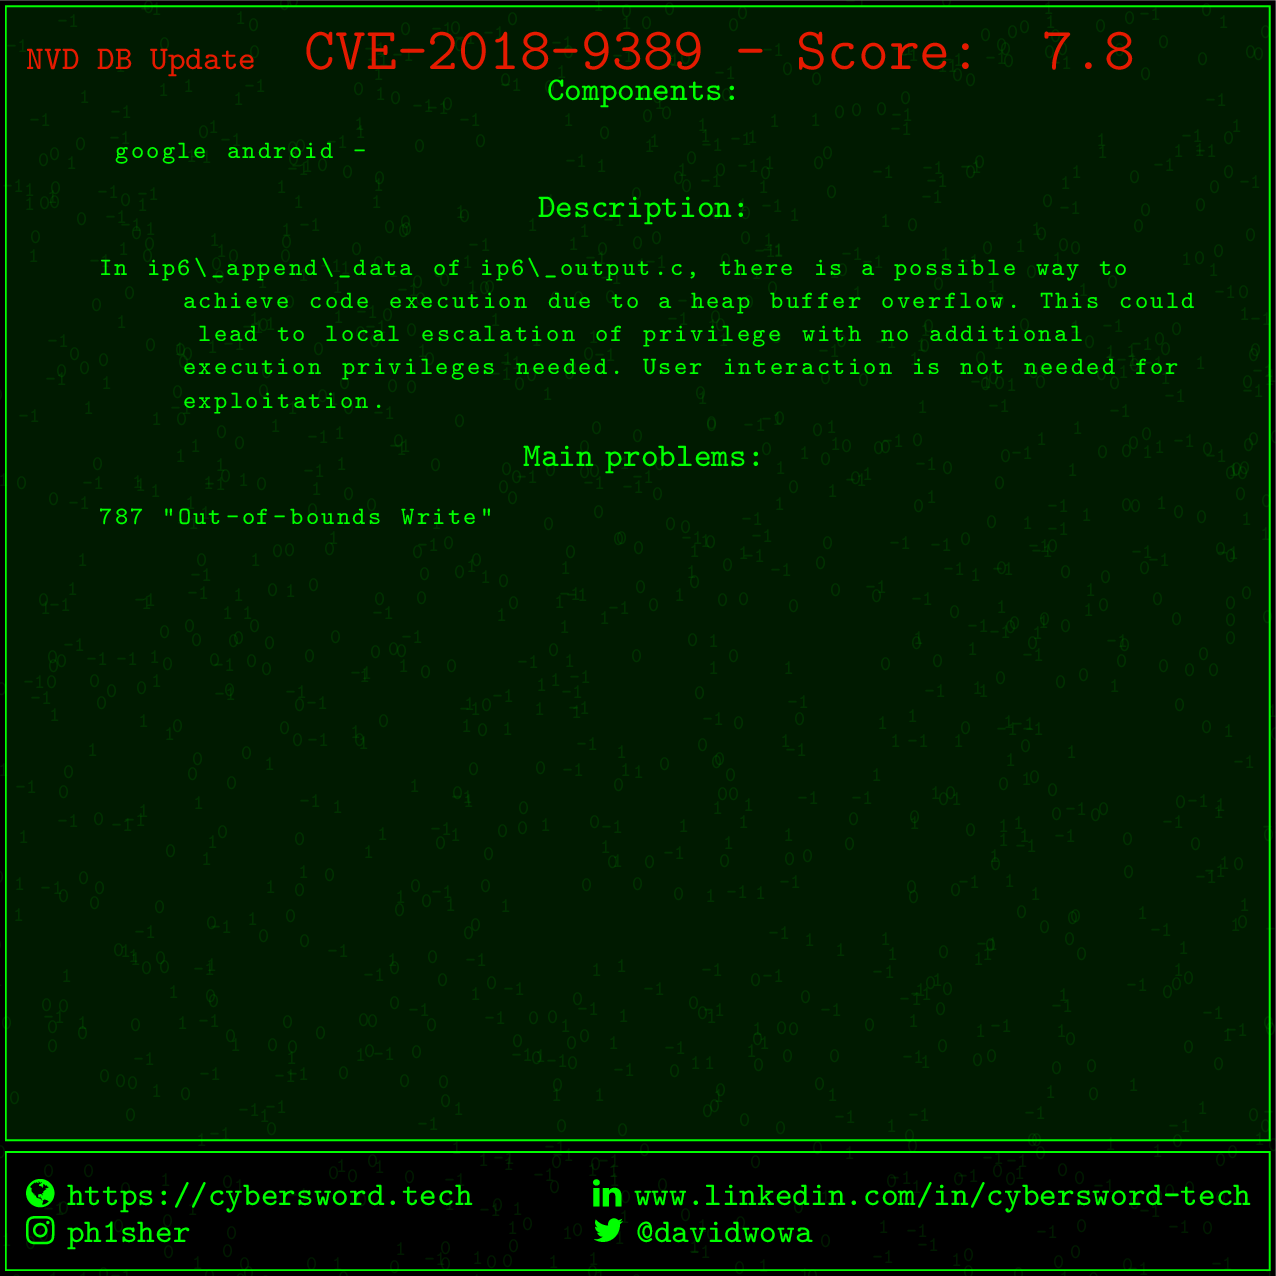 NVD DB Update CVE-2018-9389 - Score: 7.8
Components:
google android -
Description:
In ip6\_append\_data of ip6\_output.c, there is a possible way to
achieve code execution due to a heap buffer overflow. This could
lead to local escalation of privilege with no additional
execution privileges needed. User interaction is not needed for
exploitation.
Main problems:
787 "Out-of-bounds Write"
https://cybersword.tech
www.linkedin.com/in/cybersword-tech
ph1sher
@davidwowa